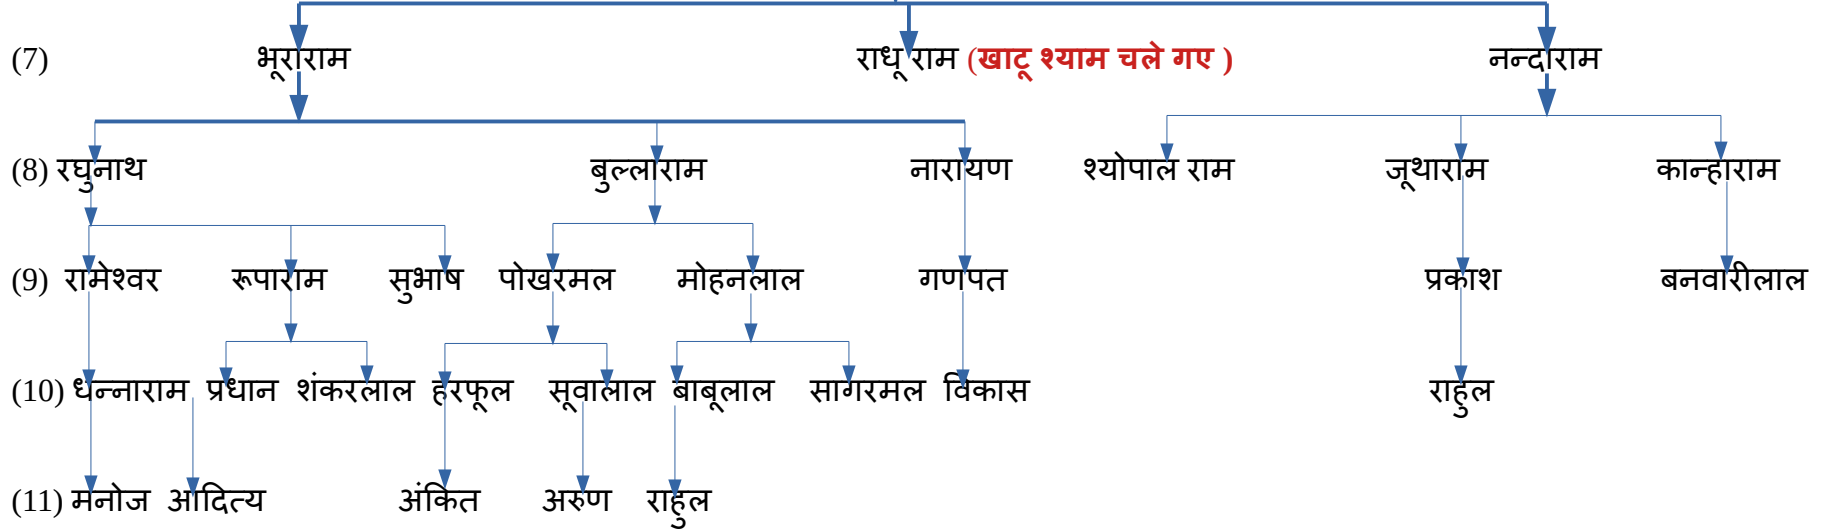 (7) भूराराम राधू राम (खाटू श्याम चले गए ) नन्दाराम
(8) रघुनाथ बुल्लाराम नारायण श्योपाल राम जूथाराम कान्हाराम
(9) रामेश्वर रूपाराम सुभाष पोखरमल मोहनलाल गणपत प्रकाश बनवारीलाल
(10) धन्नाराम प्रधान शंकरलाल हरफूल सूवालाल बाबूलाल सागरमल विकास राहुल
(11) मनोज आदित्य अंकित अरुण राहुल